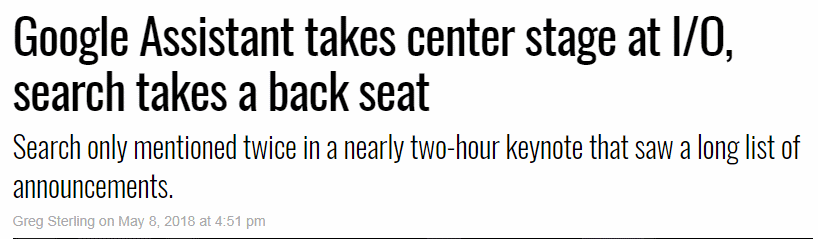 Google Assistant takes center stage at I/O,
search takes a back seat
Search only mentioned twice in a nearly two-hour keynote that saw a long list of
announcements.
Greg Sterling on May 8, 2018 at 4:51 pm